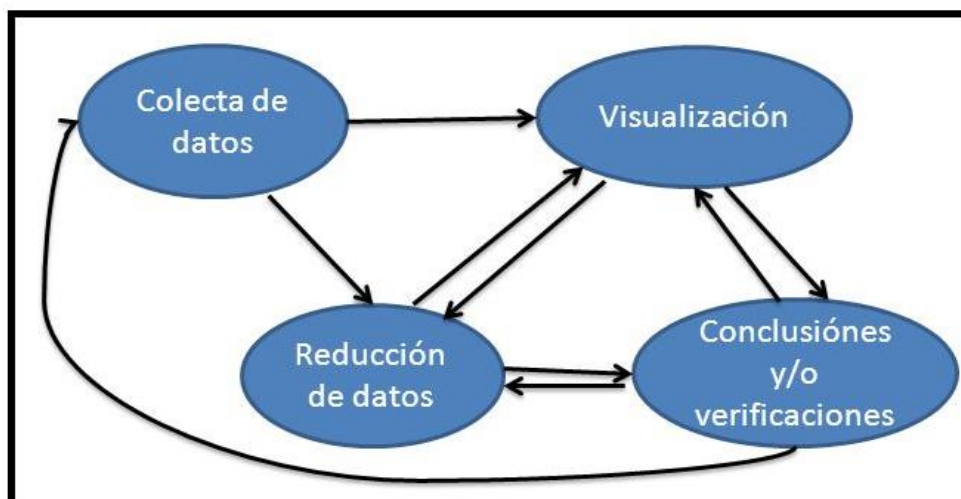 Colecta de
datos
Visualización
Reducción
de datos
Conclusiónes
y/o
verificaciones